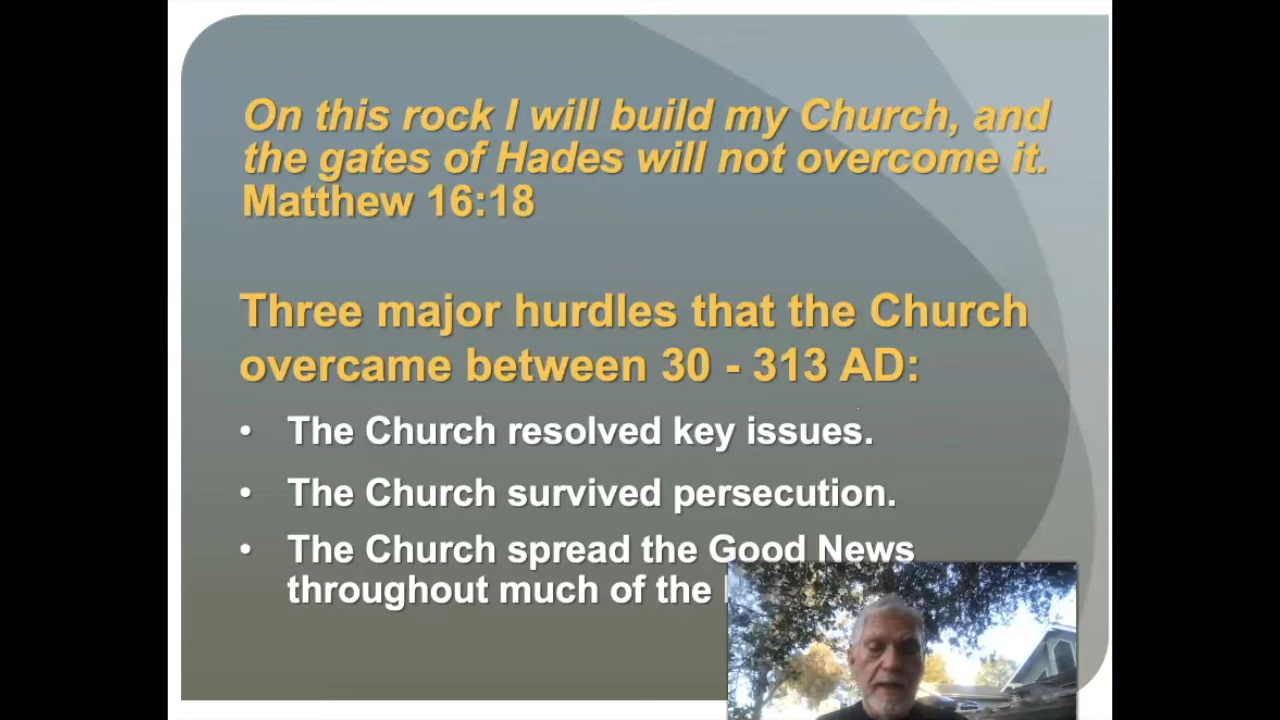 On this rock I will build my Church, and
the gates of Hades will not overcome it.
Matthew 16:18
Three major hurdles that the Church
overcame between 30 - 313 AD:
• The Church resolved key issues.
• The Church survived persecution.
• The Church spread the Good News
throughout much of the